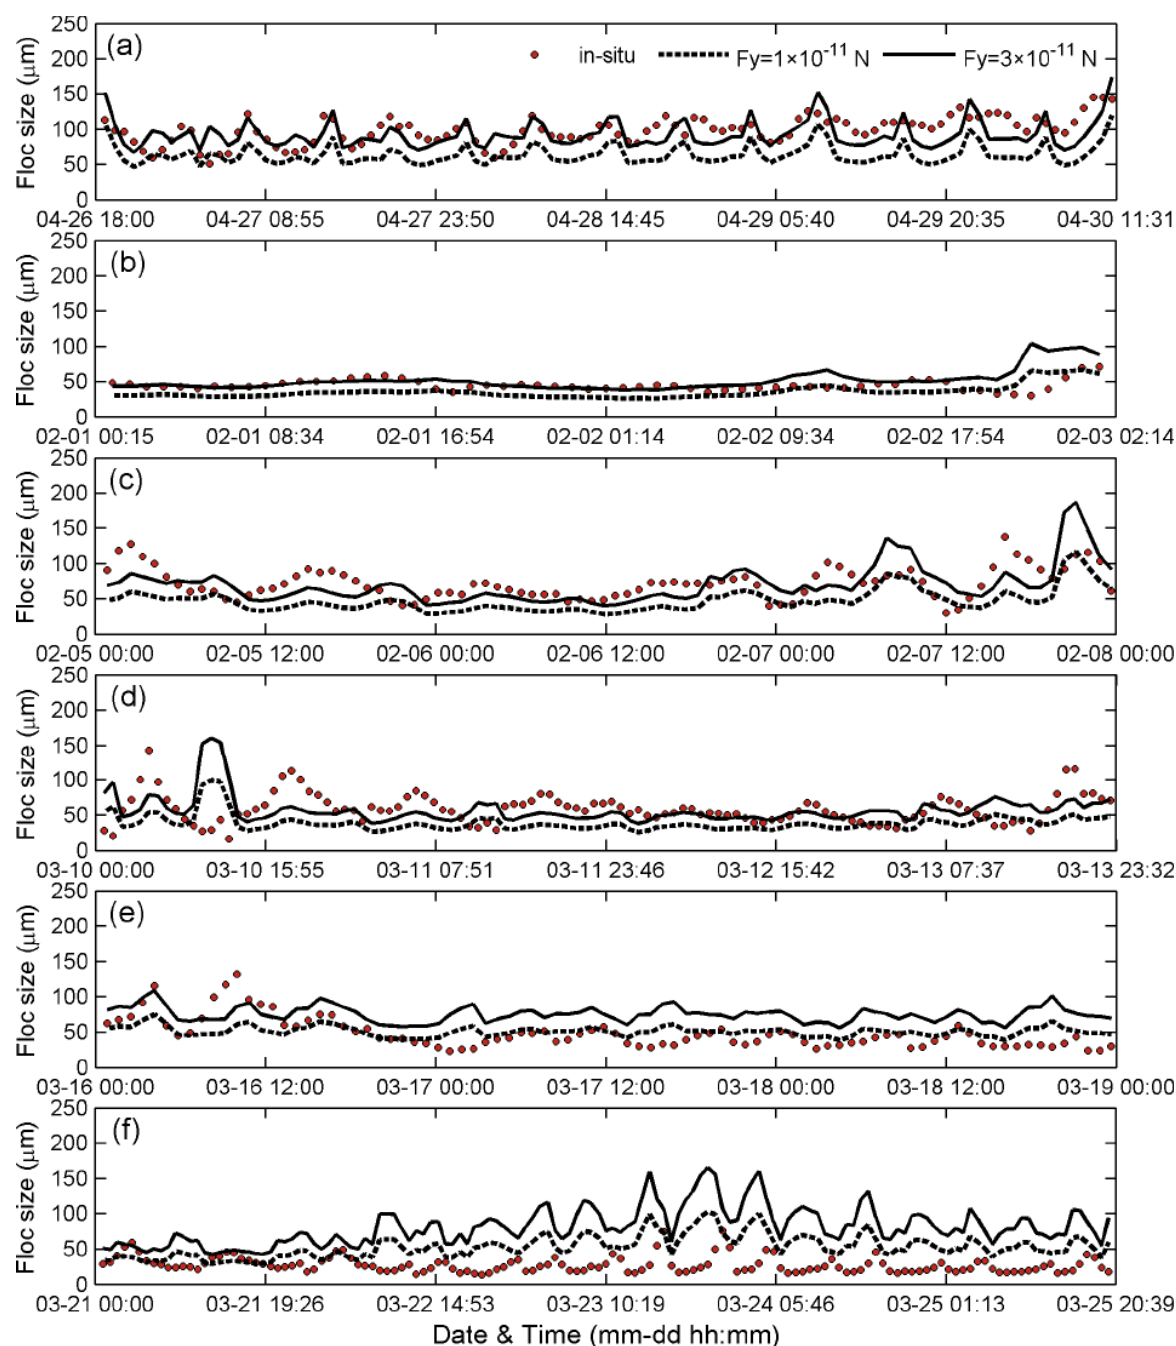 250
200
150
100
50
0
Floc size (μm)
(a)
in-situ Fy=1×10⁻¹¹ N Fy=3×10⁻¹¹ N
04-26 18:00 04-27 08:55 04-27 23:50 04-28 14:45 04-29 05:40 04-29 20:35 04-30 11:31
250
200
150
100
50
0
Floc size (μm)
(b)
02-01 00:15 02-01 08:34 02-01 16:54 02-02 01:14 02-02 09:34 02-02 17:54 02-03 02:14
250
200
150
100
50
0
Floc size (μm)
(c)
02-05 00:00 02-05 12:00 02-06 00:00 02-06 12:00 02-07 00:00 02-07 12:00 02-08 00:00
250
200
150
100
50
0
Floc size (μm)
(d)
03-10 00:00 03-10 15:55 03-11 07:51 03-11 23:46 03-12 15:42 03-13 07:37 03-13 23:32
250
200
150
100
50
0
Floc size (μm)
(e)
03-16 00:00 03-16 12:00 03-17 00:00 03-17 12:00 03-18 00:00 03-18 12:00 03-19 00:00
250
200
150
100
50
0
Floc size (μm)
(f)
03-21 00:00 03-21 19:26 03-22 14:53 03-23 10:19 03-24 05:46 03-25 01:13 03-25 20:39
Date & Time (mm-dd hh:mm)